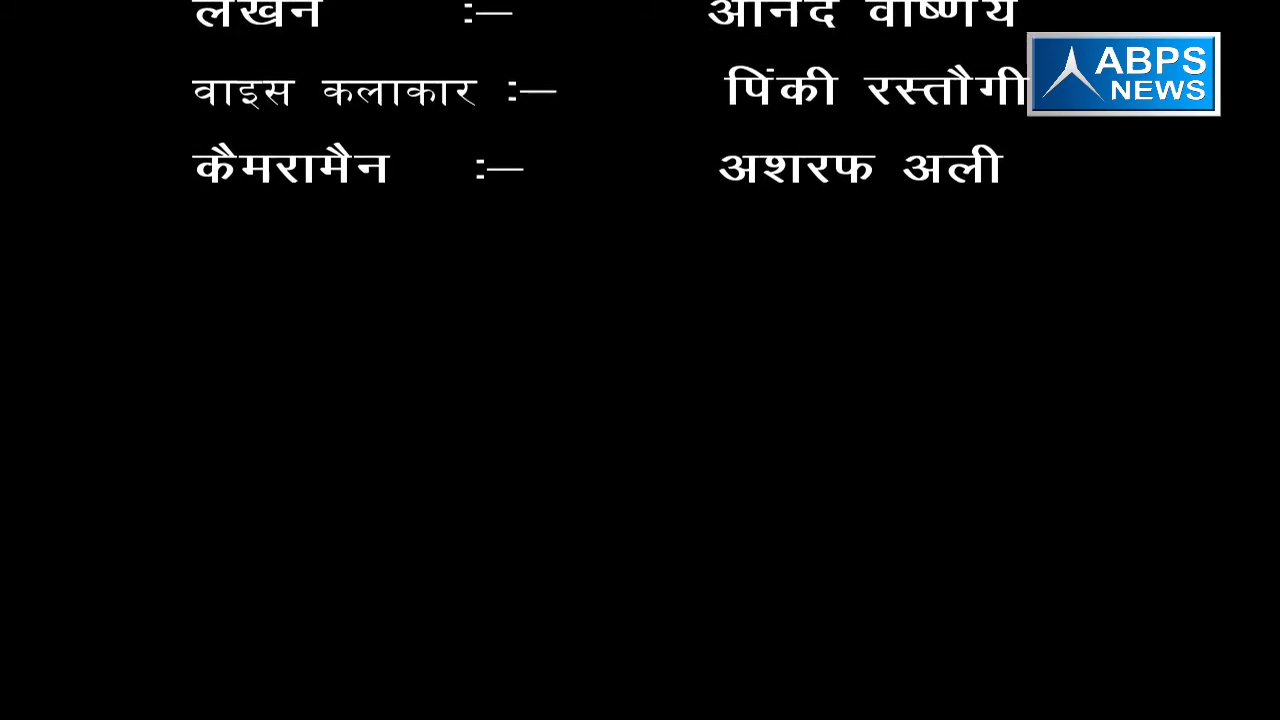 लेखन :— आनंद वार्ष्णेय
वाइस कलाकार :— पिंकी रस्तौगी
कैमरामैन :— अशरफ अली
ABPS
NEWS